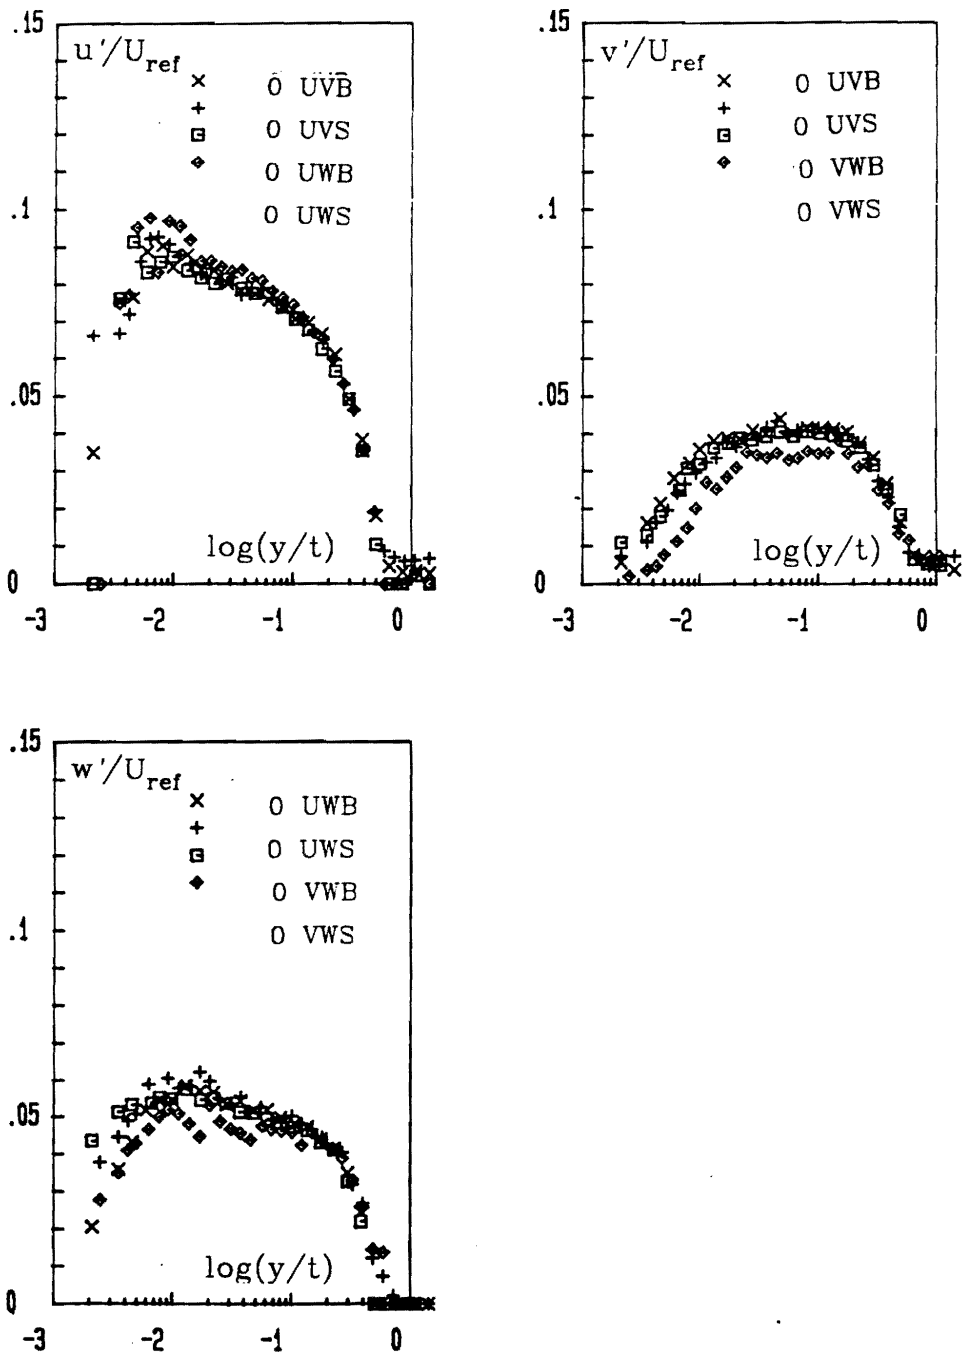 .15
u'/U_ref
× 0 UVB
+
0 UVS
0 UWB
0 UWS
.1
.05
log(y/t)
0
-3 -2 -1 0
.15
v'/U_ref
× 0 UVB
+
0 UVS
0 VWB
0 VWS
.1
.05
log(y/t)
0
-3 -2 -1 0
.15
w'/U_ref
× 0 UWB
+
0 UWS
0 VWB
0 VWS
.1
.05
log(y/t)
0
-3 -2 -1 0